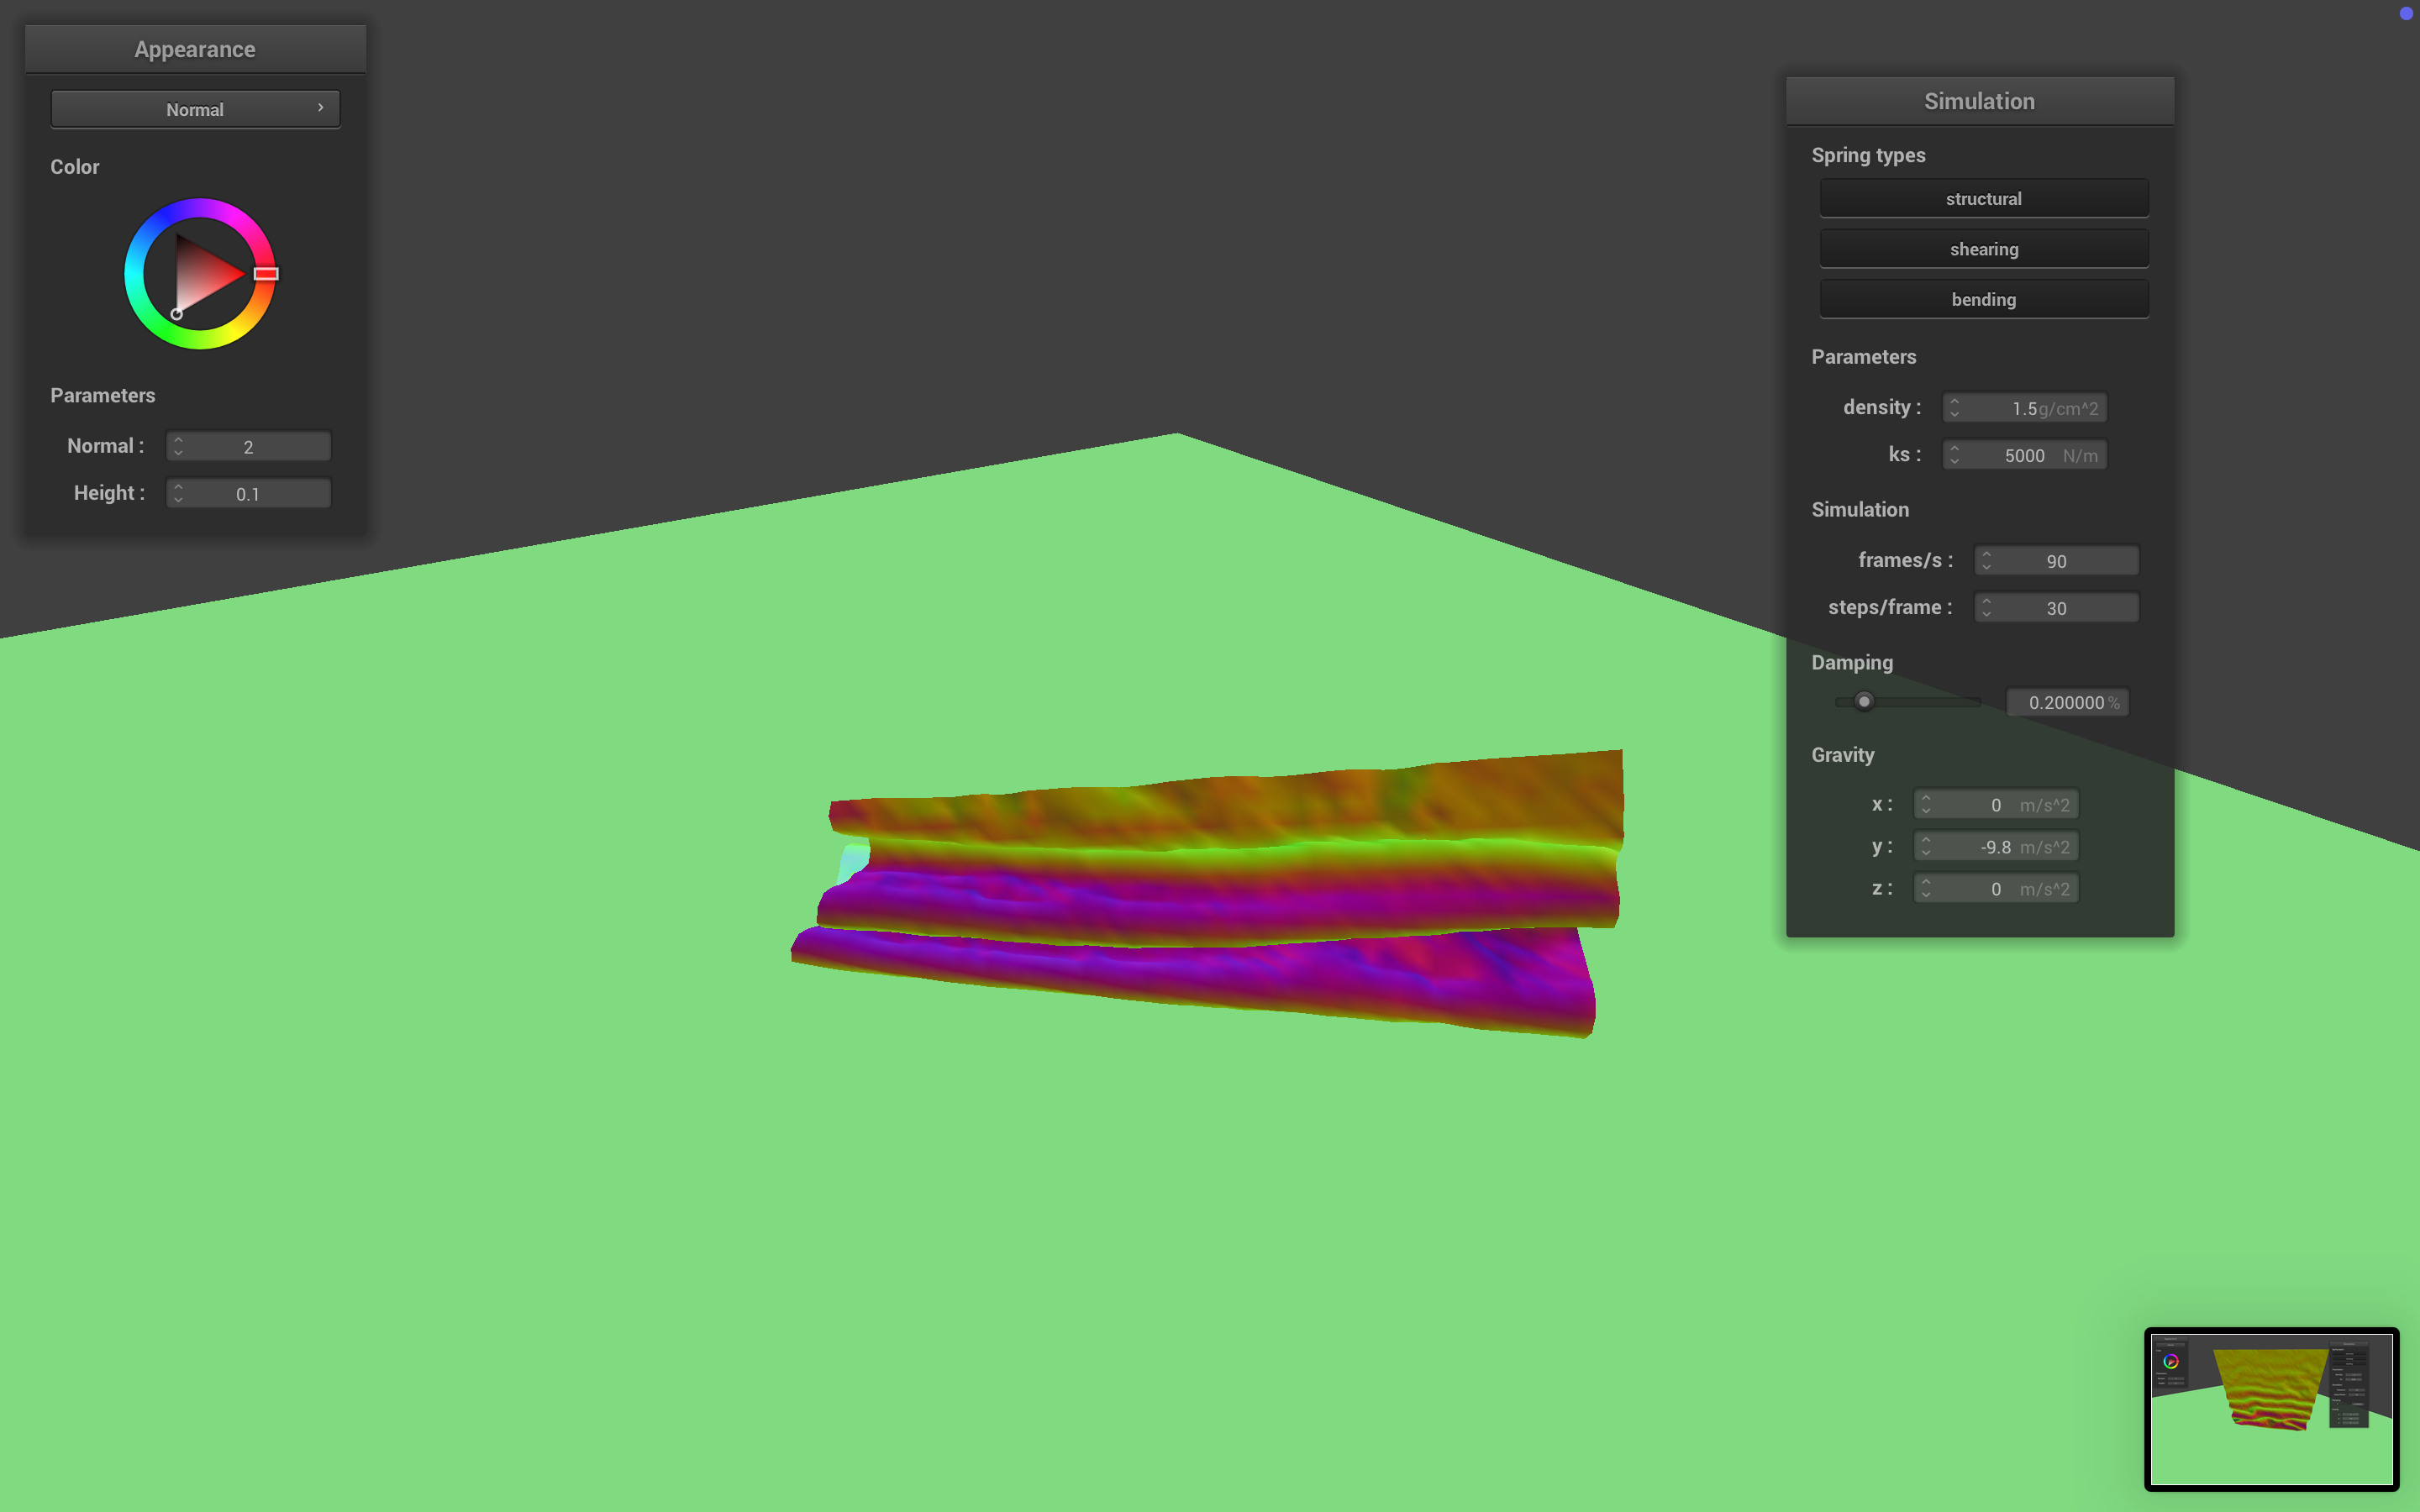 Appearance
Normal
Color
Parameters
Normal : 2
Height : 0.1
Simulation
Spring types
structural
shearing
bending
Parameters
density : 1.5 g/cm^2
ks : 5000 N/m
Simulation
frames/s : 90
steps/frame : 30
Damping
0.200000 %
Gravity
x : 0 m/s^2
y : -9.8 m/s^2
z : 0 m/s^2